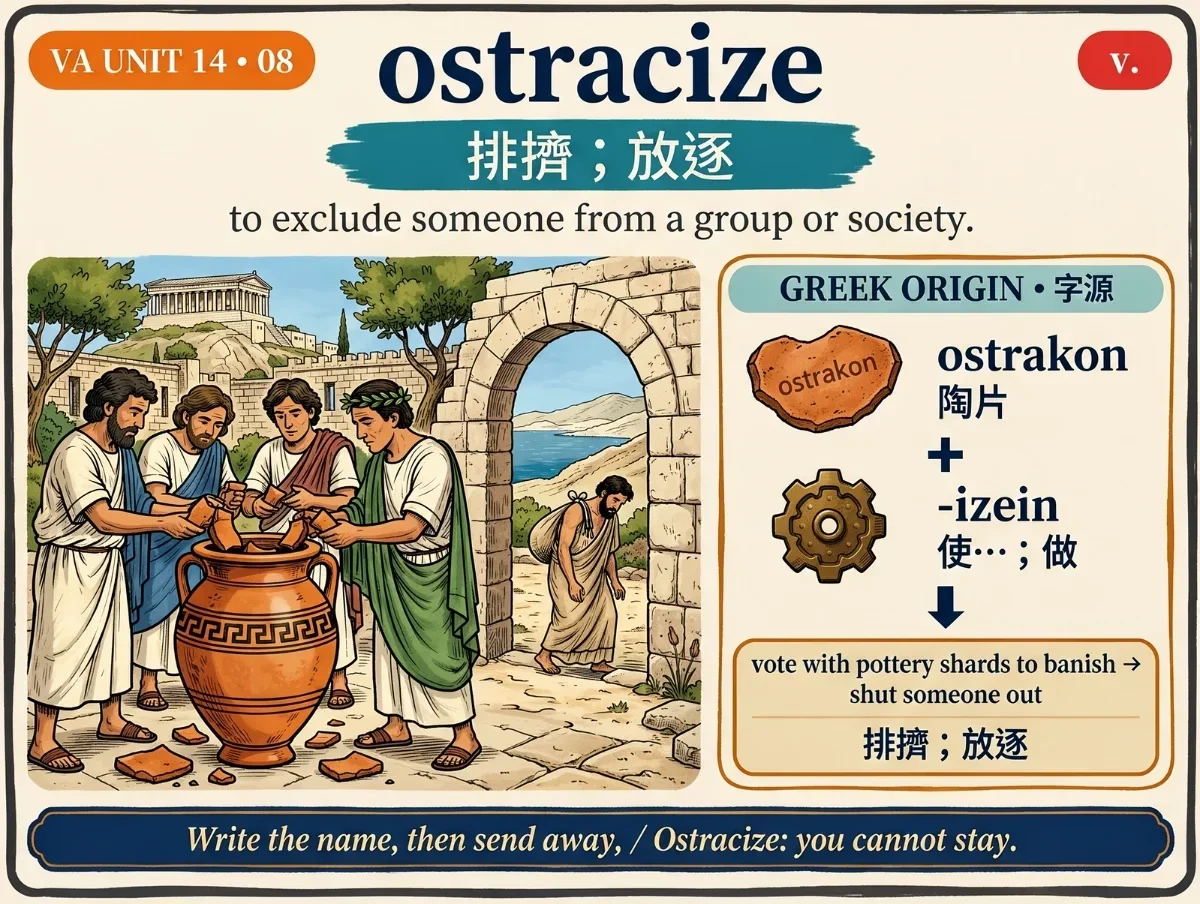 VA UNIT 14 • 08
ostracize
v.
排擠；放逐
to exclude someone from a group or society.
GREEK ORIGIN • 字源
ostrakon
ostrakon
陶片
+
-izein
使…；做
vote with pottery shards to banish →
shut someone out
排擠；放逐
Write the name, then send away, / Ostracize: you cannot stay.